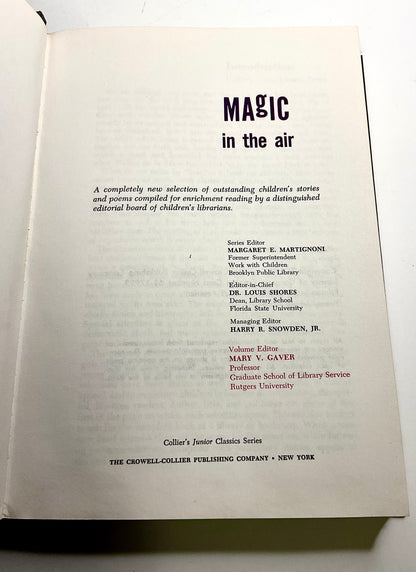 MAgIC
in the air
A completely new selection of outstanding children's stories
and poems compiled for enrichment reading by a distinguished
editorial board of children's librarians.
Series Editor
MARGARET E. MARTIGNONI
Former Superintendent
Work with Children
Brooklyn Public Library
Editor-in-Chief
DR. LOUIS SHORES
Dean, Library School
Florida State University
Managing Editor
HARRY R. SNOWDEN, JR.
Volume Editor
MARY V. GAVER
Professor
Graduate School of Library Service
Rutgers University
Collier's Junior Classics Series
THE CROWELL-COLLIER PUBLISHING COMPANY • NEW YORK